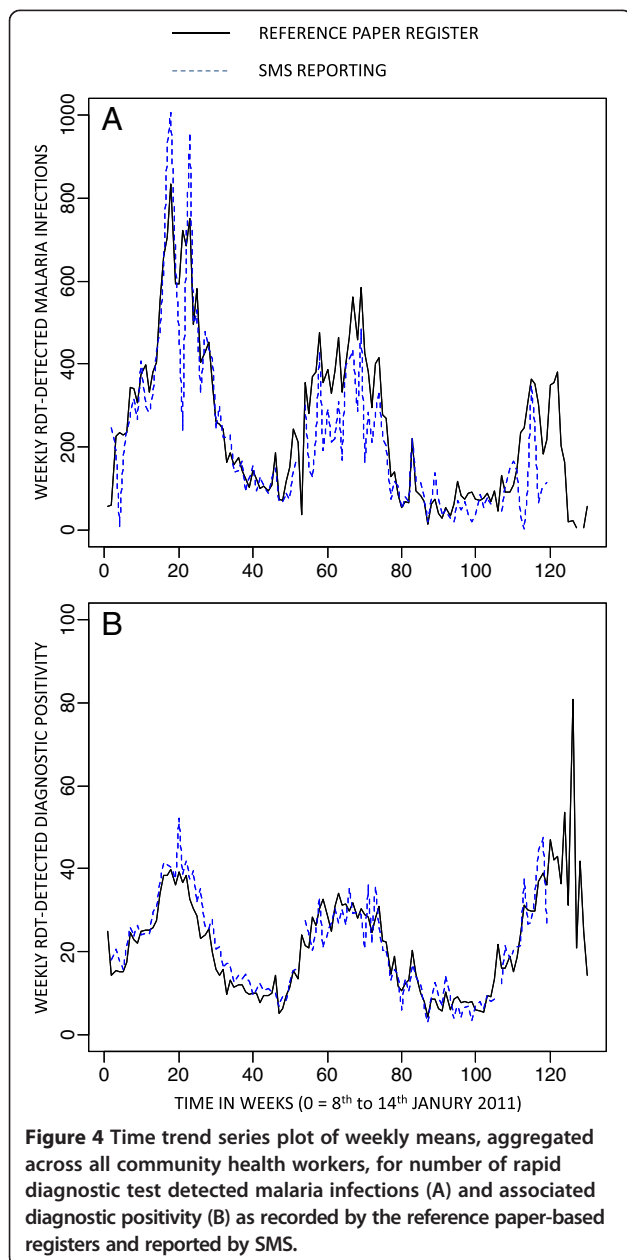 REFERENCE PAPER REGISTER
SMS REPORTING
A
WEEKLY RDT-DETECTED MALARIA INFECTIONS
1000
800
600
400
200
0
0 20 40 60 80 100 120
B
WEEKLY RDT-DETECTED DIAGNOSTIC POSITIVITY
100
80
60
40
20
0
0 20 40 60 80 100 120
TIME IN WEEKS (0 = 8th to 14th JANURY 2011)
Figure 4 Time trend series plot of weekly means, aggregated
across all community health workers, for number of rapid
diagnostic test detected malaria infections (A) and associated
diagnostic positivity (B) as recorded by the reference paper-based
registers and reported by SMS.